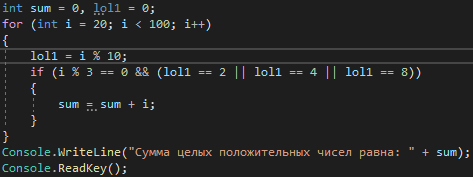 int sum = 0, lol1 = 0;
for (int i = 20; i < 100; i++)
{
lol1 = i % 10;
if (i % 3 == 0 && (lol1 == 2 || lol1 == 4 || lol1 == 8))
{
sum = sum + i;
}
}
Console.WriteLine("Сумма целых положительных чисел равна: " + sum);
Console.ReadKey();